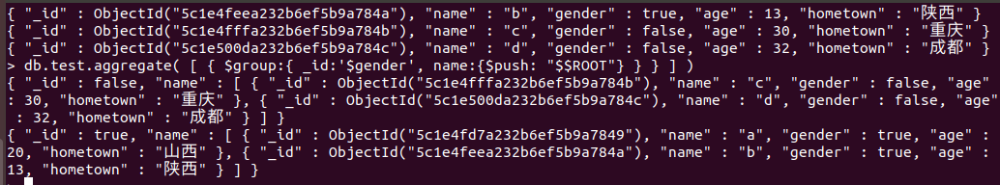 { "_id" : ObjectId("5c1e4feea232b6ef5b9a784a"), "name" : "b", "gender" : true, "age" : 13, "hometown" : "陕西" }
{ "_id" : ObjectId("5c1e4fffa232b6ef5b9a784b"), "name" : "c", "gender" : false, "age" : 30, "hometown" : "重庆" }
{ "_id" : ObjectId("5c1e500da232b6ef5b9a784c"), "name" : "d", "gender" : false, "age" : 32, "hometown" : "成都" }
> db.test.aggregate( [ { $group:{ _id:'$gender', name:{$push: "$$ROOT"} } } ] )
{ "_id" : false, "name" : [ { "_id" : ObjectId("5c1e4fffa232b6ef5b9a784b"), "name" : "c", "gender" : false, "age"
: 30, "hometown" : "重庆" }, { "_id" : ObjectId("5c1e500da232b6ef5b9a784c"), "name" : "d", "gender" : false, "age"
: 32, "hometown" : "成都" } ] }
{ "_id" : true, "name" : [ { "_id" : ObjectId("5c1e4fd7a232b6ef5b9a7849"), "name" : "a", "gender" : true, "age" :
20, "hometown" : "山西" }, { "_id" : ObjectId("5c1e4feea232b6ef5b9a784a"), "name" : "b", "gender" : true, "age" :
13, "hometown" : "陕西" } ] }